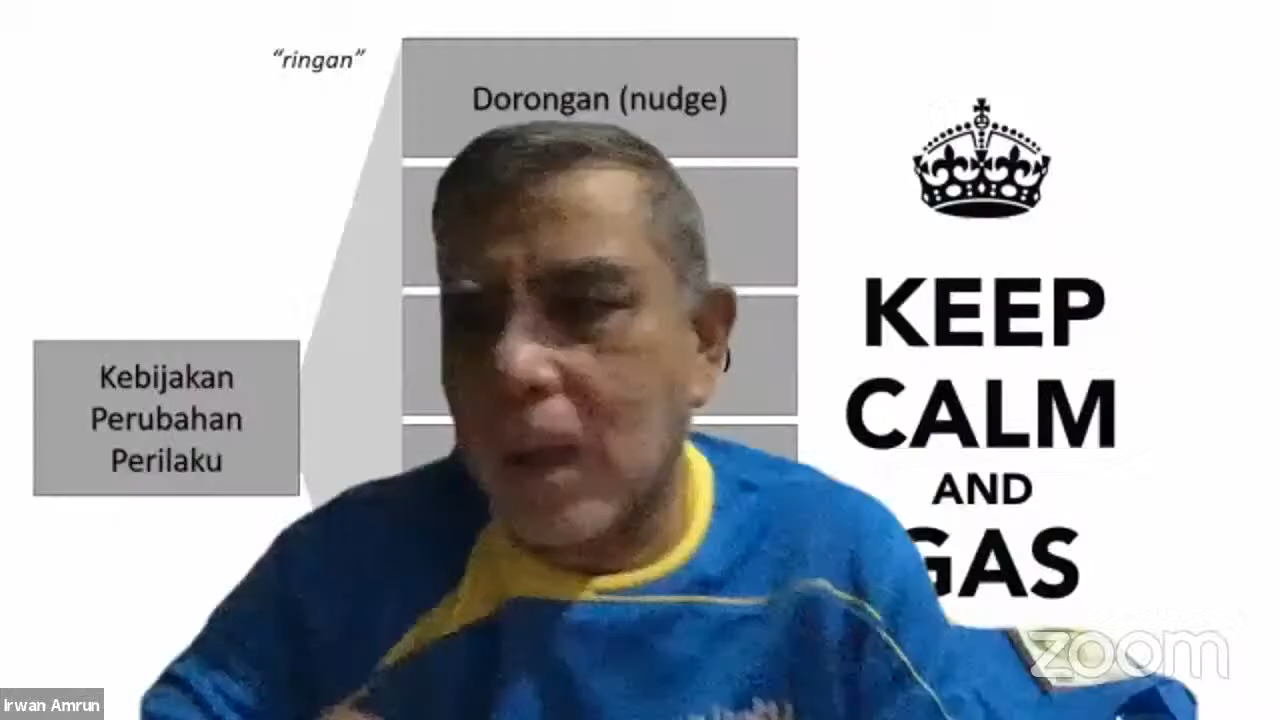 “ringan”
Dorongan (nudge)
Kebijakan
Perubahan
Perilaku
KEEP
CALM
AND
GAS
zoom
Irwan Amrun